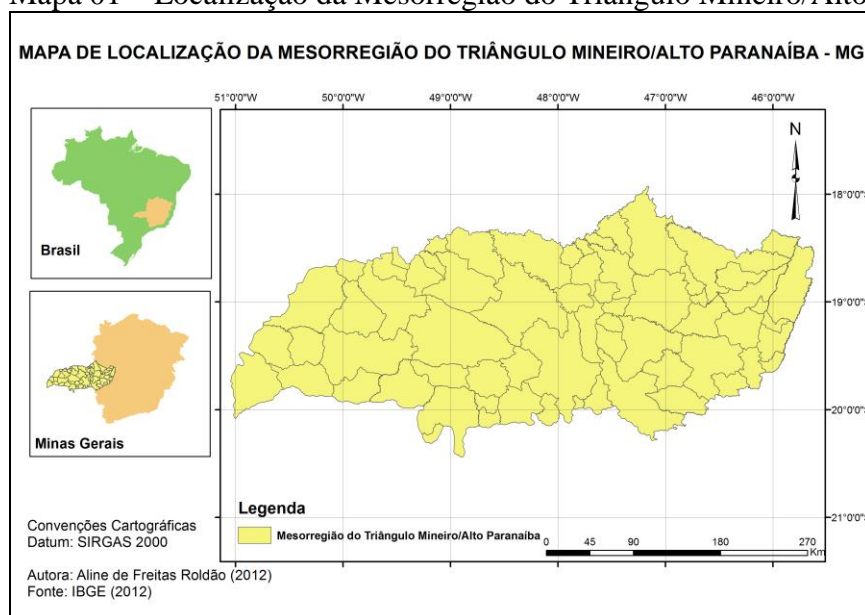 Mapa 01 – Localização da Mesorregião do Triângulo Mineiro/Alto
MAPA DE LOCALIZAÇÃO DA MESORREGIÃO DO TRIÂNGULO MINEIRO/ALTO PARANAÍBA - MG
51°0'0"W 50°0'0"W 49°0'0"W 48°0'0"W 47°0'0"W 46°0'0"W
N
18°0'0"S
Brasil
19°0'0"S
20°0'0"S
Minas Gerais
Legenda
Mesorregião do Triângulo Mineiro/Alto Paranaíba
21°0'0"S
0 45 90 180 270
Km
Convenções Cartográficas
Datum: SIRGAS 2000
Autora: Aline de Freitas Roldão (2012)
Fonte: IBGE (2012)